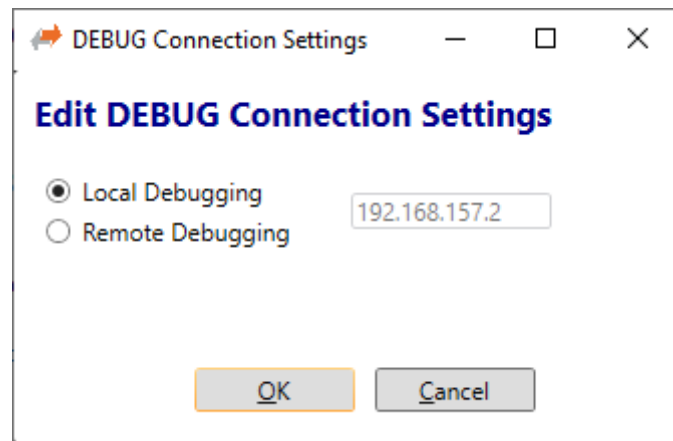 DEBUG Connection Settings
Edit DEBUG Connection Settings
Local Debugging
192.168.157.2
Remote Debugging
OK
Cancel